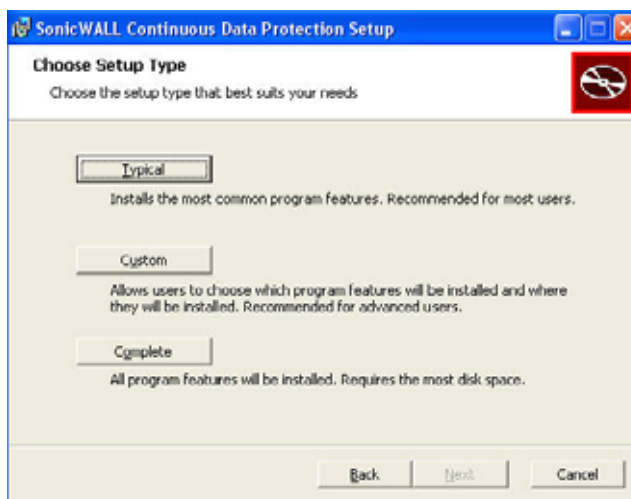 SonicWALL Continuous Data Protection Setup
Choose Setup Type
Choose the setup type that best suits your needs
Typical
Installs the most common program features. Recommended for most users.
Custom
Allows users to choose which program features will be installed and where
they will be installed. Recommended for advanced users.
Complete
All program features will be installed. Requires the most disk space.
Back
Next
Cancel